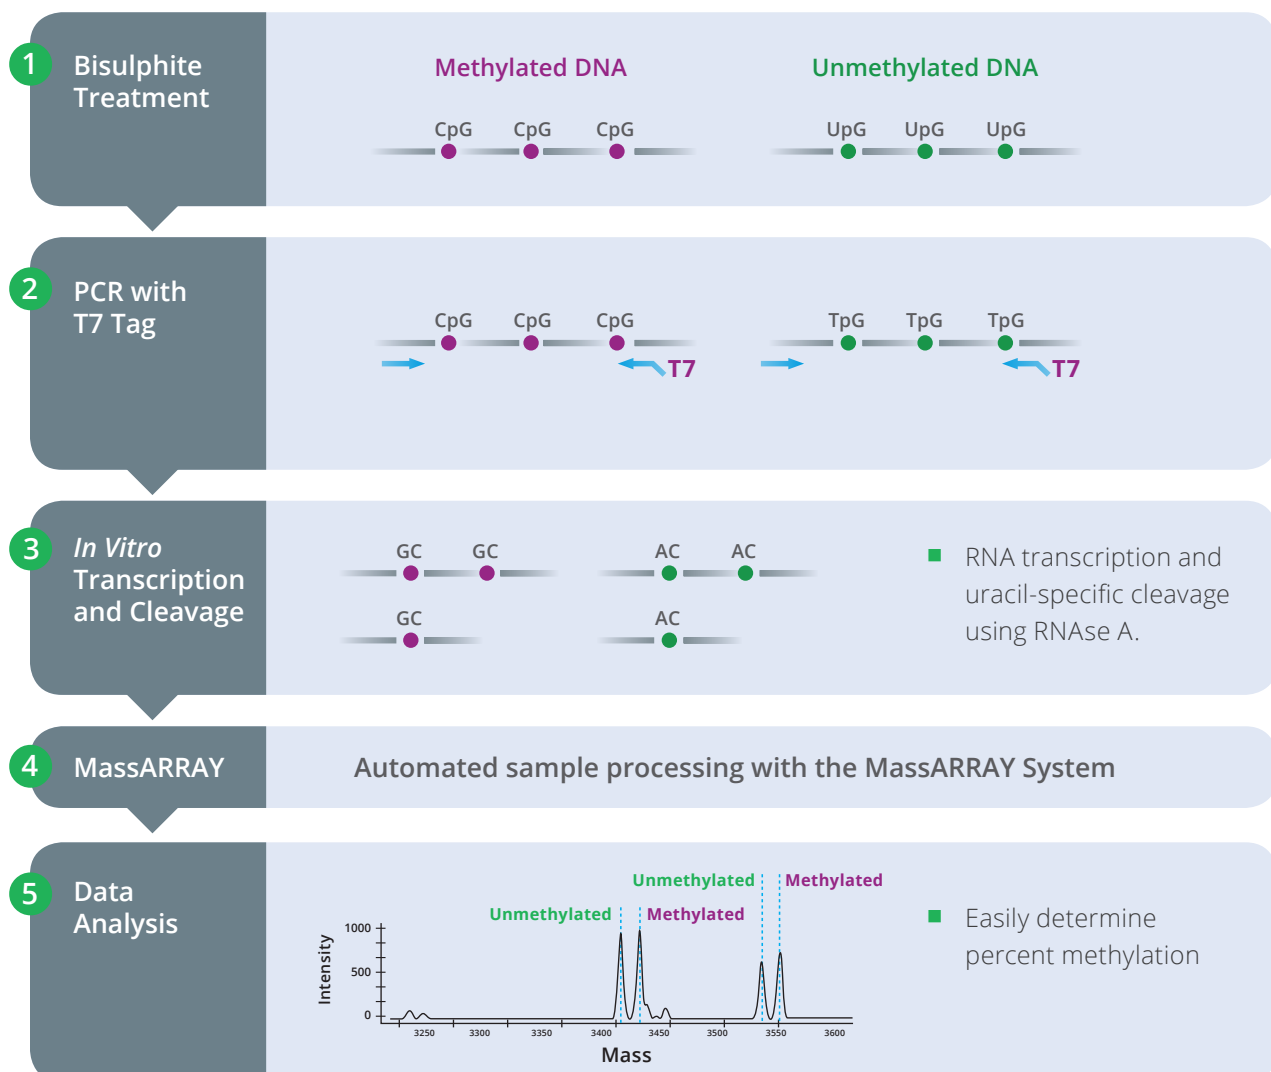 1
Bisulphite
Treatment
Methylated DNA
Unmethylated DNA
CpG CpG CpG
UpG UpG UpG
2
PCR with
T7 Tag
CpG CpG CpG
TpG TpG TpG
T7
T7
3
In Vitro
Transcription
and Cleavage
GC GC
AC AC
GC
AC
RNA transcription and
uracil-specific cleavage
using RNAse A.
4
MassARRAY
Automated sample processing with the MassARRAY System
5
Data
Analysis
Unmethylated Methylated
Unmethylated Methylated
Intensity
1000
500
0
3250 3300 3350 3400 3450 3500 3550 3600
Mass
Easily determine
percent methylation